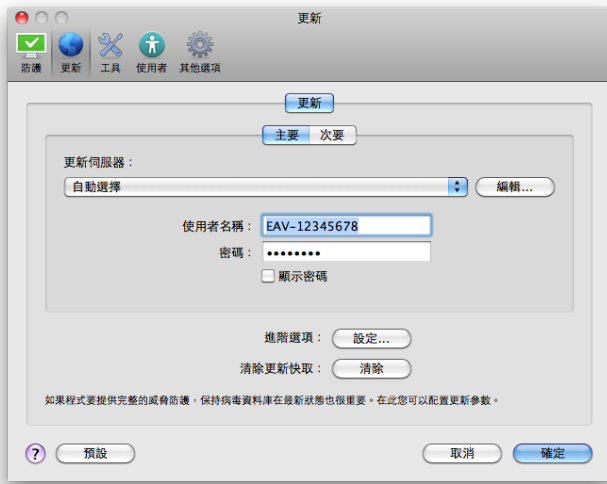 更新
防護 更新 工具 使用者 其他選項
更新
主要 次要
更新伺服器：
自動選擇 編輯...
使用者名稱： EAV-12345678
密碼： ••••••••
顯示密碼
進階選項： 設定...
清除更新快取： 清除
如果程式要提供完整的威脅防護，保持病毒資料庫在最新狀態也很重要。在此您可以配置更新參數。
? 預設 取消 確定